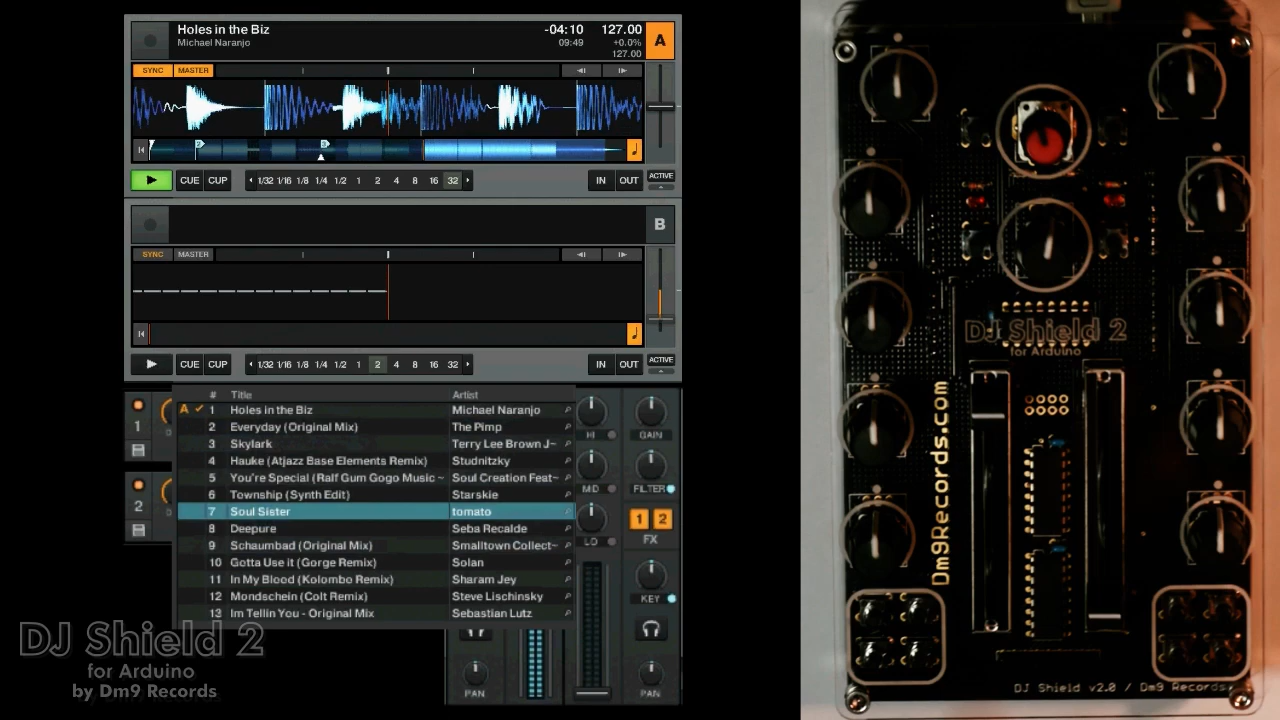 Holes in the Biz
Michael Naranjo
-04:10
09:49
127.00
+0.0%
127.00
A
SYNC MASTER
CUE CUP
1/32 1/16 1/8 1/4 1/2 1 2 4 8 16 32
IN OUT
ACTIVE
B
SYNC MASTER
CUE CUP
1/32 1/16 1/8 1/4 1/2 1 2 4 8 16 32
IN OUT
ACTIVE
# Title Artist
A 1 Holes in the Biz Michael Naranjo
2 Everyday (Original Mix) The Pimp
3 Skylark Terry Lee Brown J~
4 Hauke (Atjazz Base Elements Remix) Studnitzky
5 You're Special (Ralf Gum Gogo Music ~ Soul Creation Feat~
6 Township (Synth Edit) Starskie
7 Soul Sister tomato
8 Deepure Seba Recalde
9 Schaumbad (Original Mix) Smalltown Collect~
10 Gotta Use it (Gorge Remix) Solan
11 In My Blood (Kolombo Remix) Sharam Jey
12 Mondschein (Colt Remix) Steve Lischinsky
13 Im Tellin You - Original Mix Sebastian Lutz
1
2
HI
MD
LO
GAIN
FILTER
1 2
FX
KEY
PAN
PAN
DJ Shield 2
for Arduino
by Dm9 Records
DJ Shield 2
for Arduino
Dm9Records.com
DJ Shield v2.0 / Dm9 Records